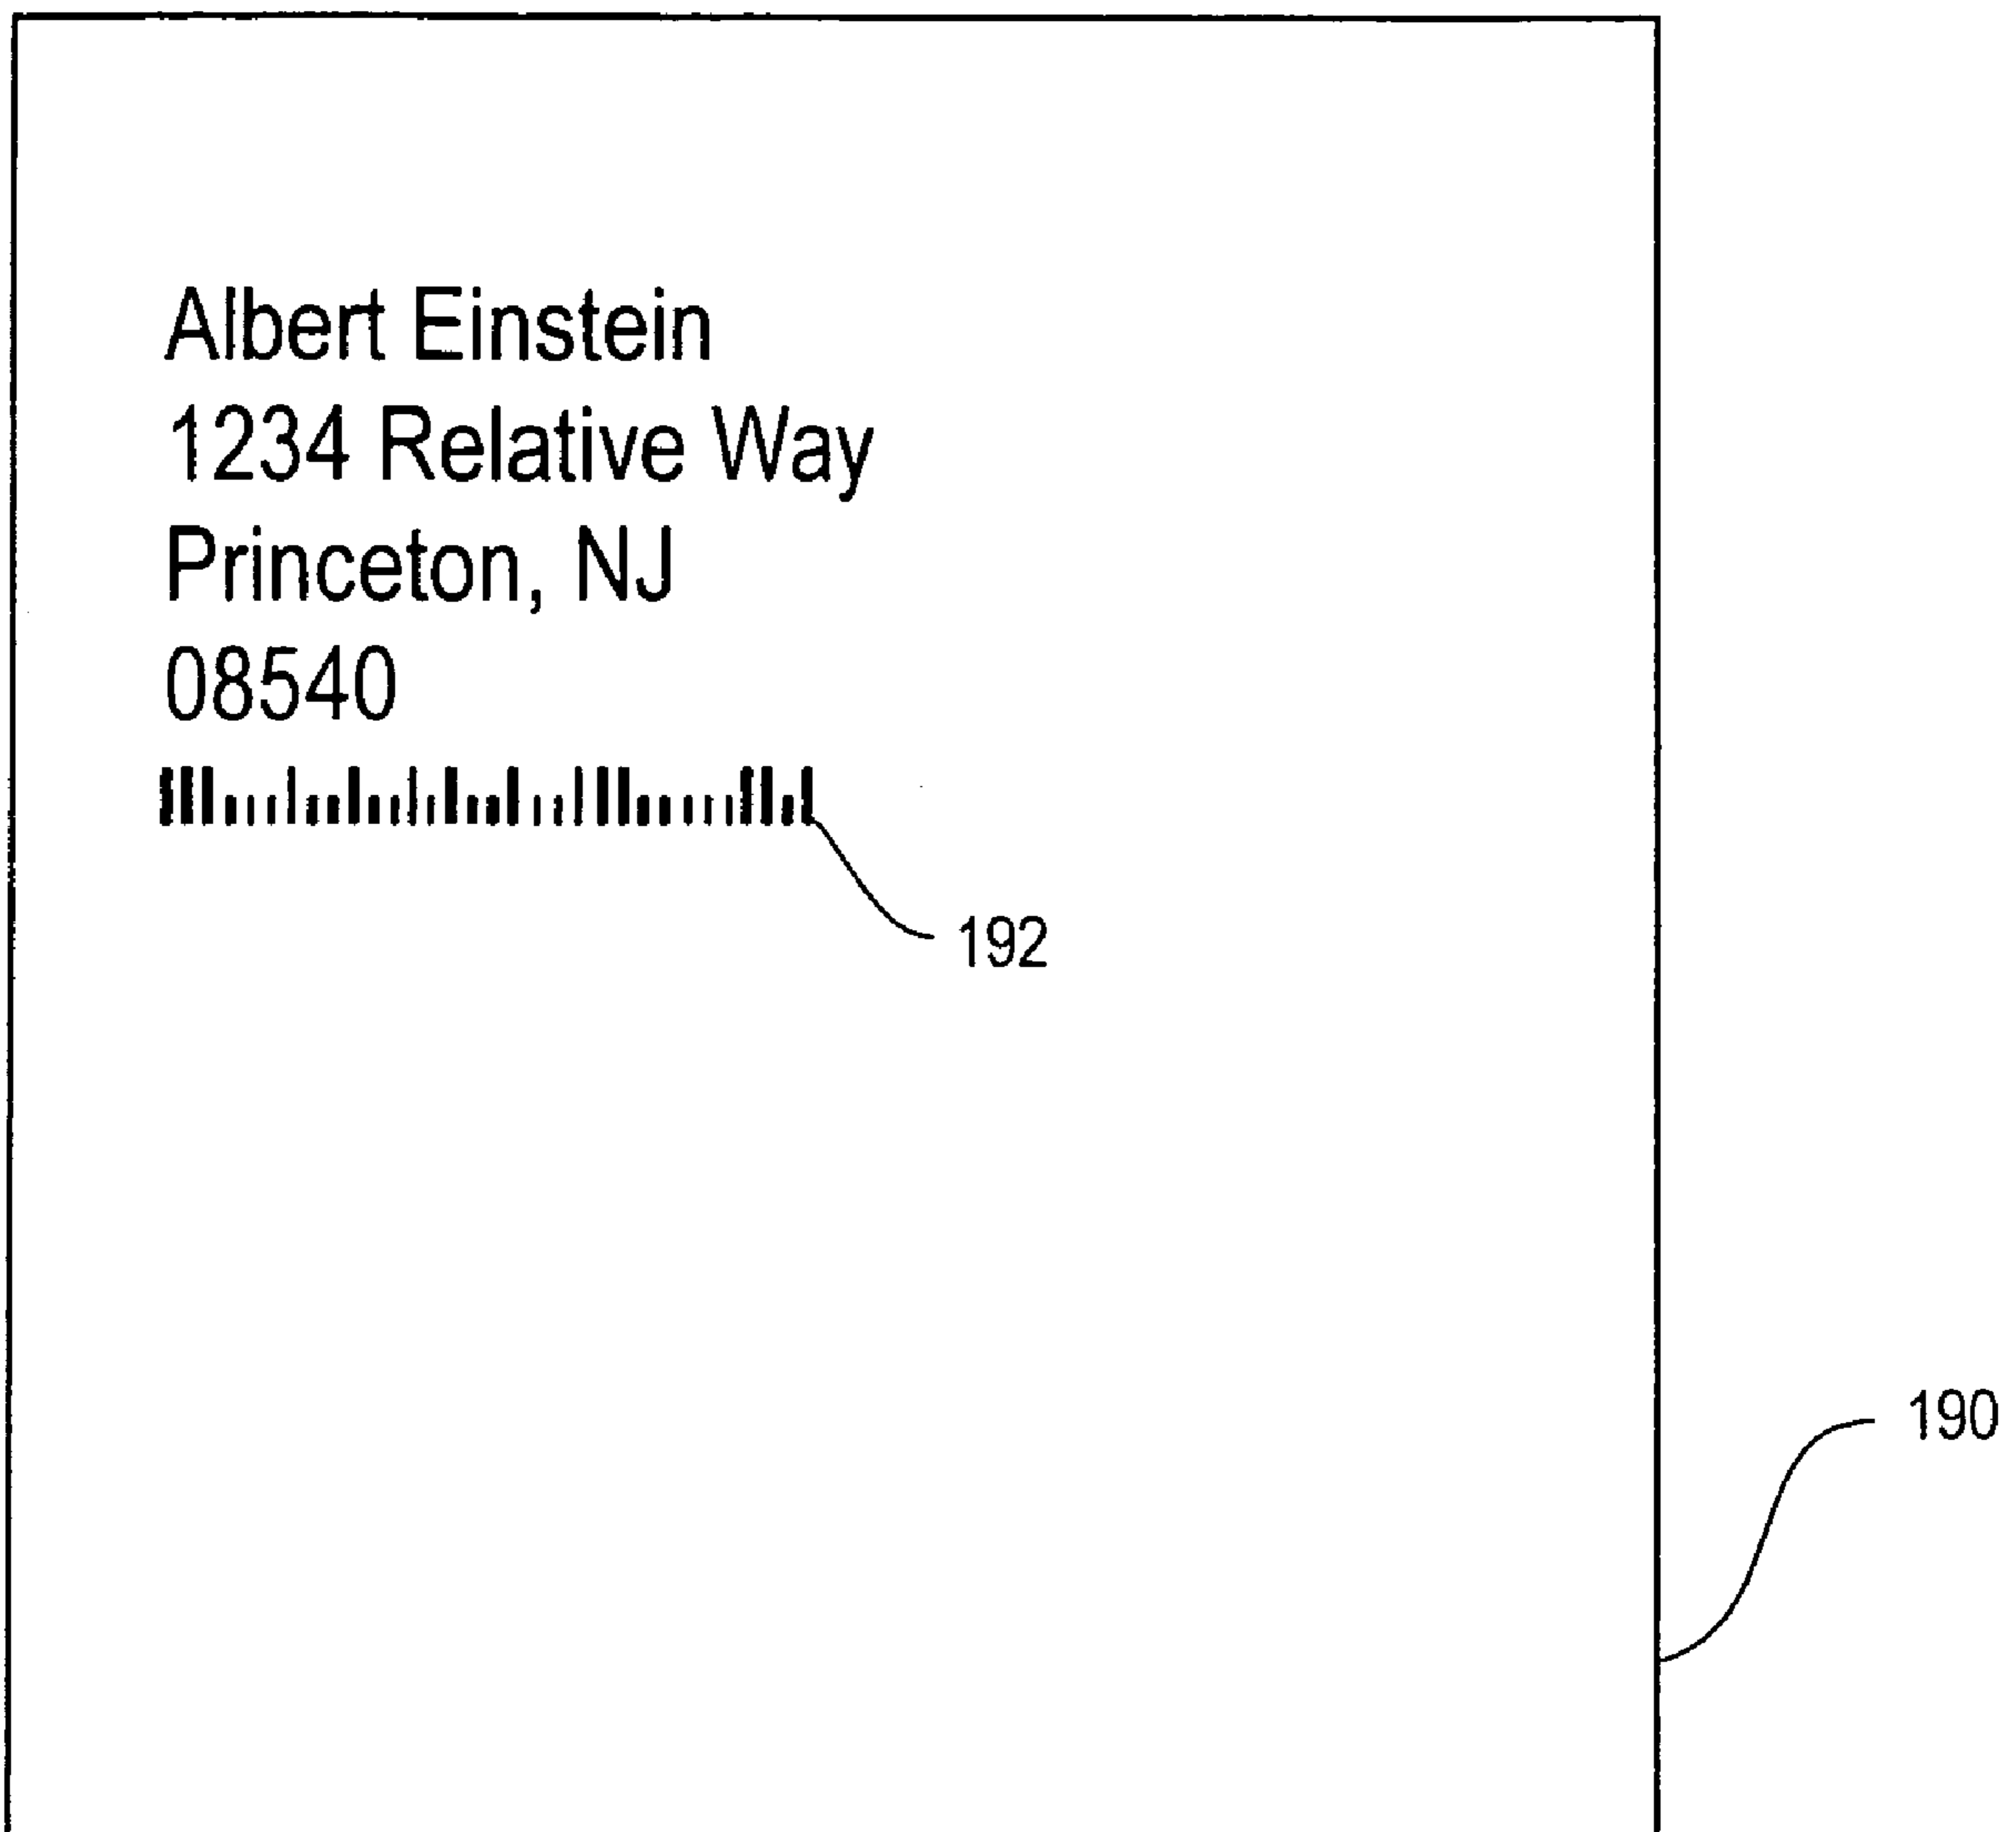 Albert Einstein
1234 Relative Way
Princeton, NJ
08540
192
190